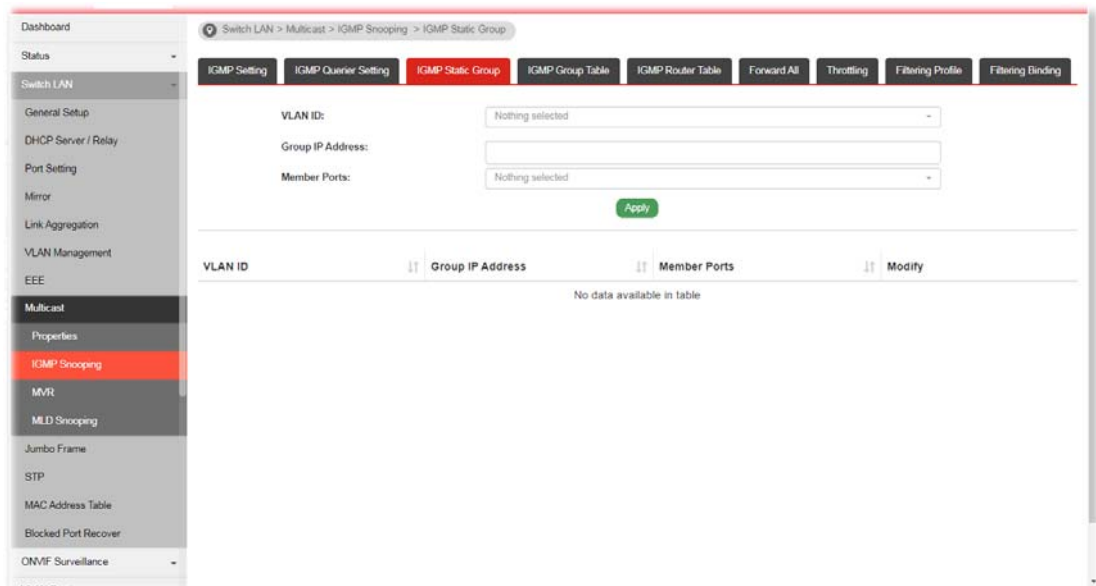 Dashboard
Switch LAN > Multicast > IGMP Snooping > IGMP Static Group
Status
Switch LAN
General Setup
DHCP Server / Relay
Port Setting
Mirror
Link Aggregation
VLAN Management
EEE
Multicast
Properties
IGMP Snooping
MVR
MLD Snooping
Jumbo Frame
STP
MAC Address Table
Blocked Port Recover
ONVIF Surveillance
IGMP Setting IGMP Querier Setting IGMP Static Group IGMP Group Table IGMP Router Table Forward All Throttling Filtering Profile Filtering Binding
VLAN ID: Nothing selected
Group IP Address:
Member Ports: Nothing selected
Apply
VLAN ID Group IP Address Member Ports Modify
No data available in table